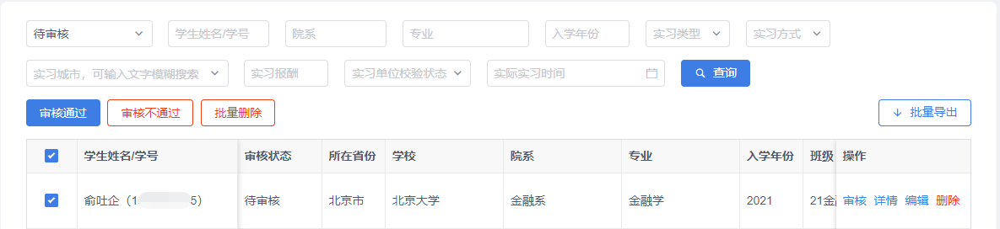 待审核 学生姓名/学号 院系 专业 入学年份 实习类型 实习方式
实习城市，可输入文字模糊搜索 实习报酬 实习单位校验状态 实际实习时间 查询
审核通过 审核不通过 批量删除 批量导出
学生姓名/学号 审核状态 所在省份 学校 院系 专业 入学年份 班级 操作
俞吐企（1 5） 待审核 北京市 北京大学 金融系 金融学 2021 21金 审核 详情 编辑 删除